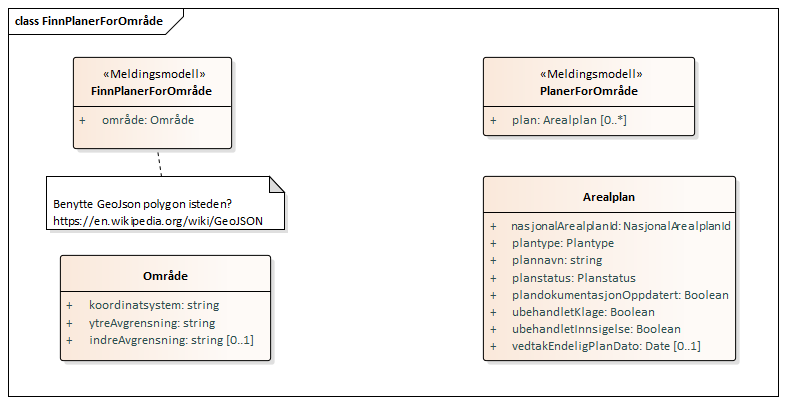 class FinnPlanerForOmråde
«Meldingsmodell»
FinnPlanerForOmråde
+ område: Område
Benytte GeoJson polygon isteden?
https://en.wikipedia.org/wiki/GeoJSON
Område
+ koordinatsystem: string
+ ytreAvgrensning: string
+ indreAvgrensning: string [0..1]
«Meldingsmodell»
PlanerForOmråde
+ plan: Arealplan [0..*]
Arealplan
+ nasjonalArealplanId: NasjonalArealplanId
+ plantype: Plantype
+ plannavn: string
+ planstatus: Planstatus
+ plandokumentasjonOppdatert: Boolean
+ ubehandletKlage: Boolean
+ ubehandletInnsigelse: Boolean
+ vedtakEndeligPlanDato: Date [0..1]